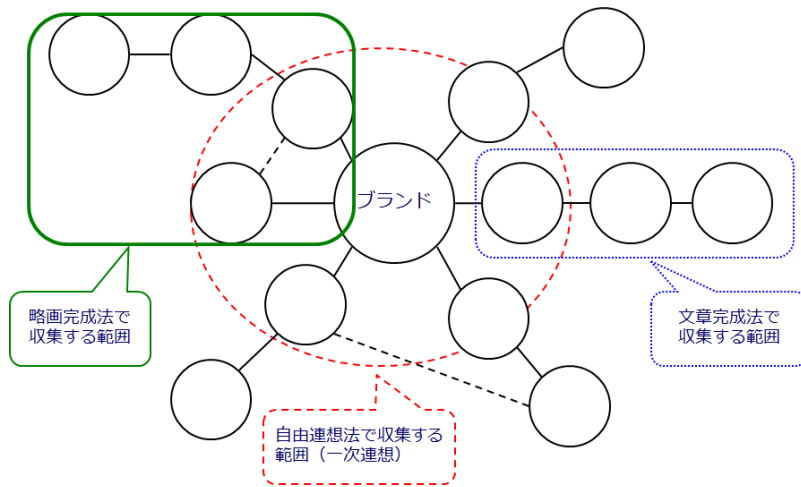 ブランド
略画完成法で
収集する範囲
文章完成法で
収集する範囲
自由連想法で収集する
範囲（一次連想）